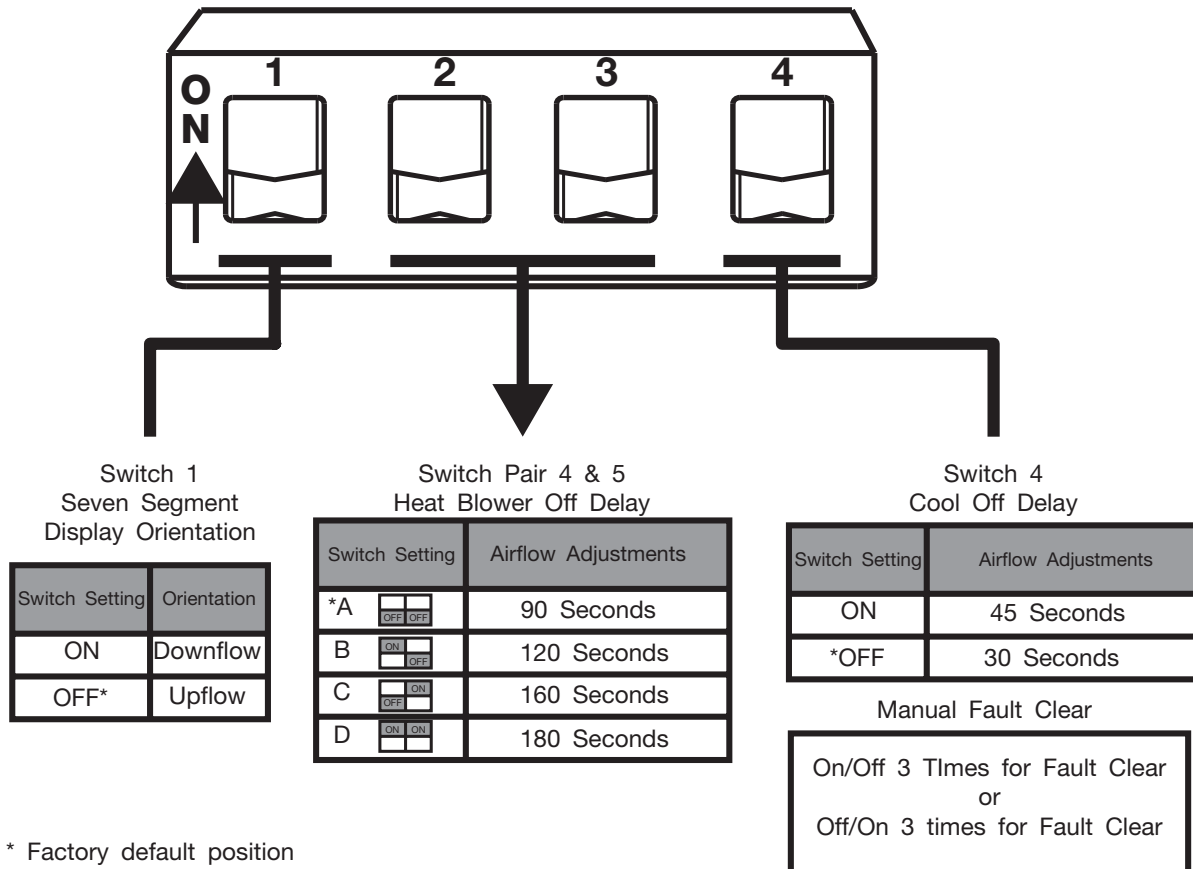 1 2 3 4
ON
Switch 1
Seven Segment
Display Orientation
Switch Setting Orientation
ON Downflow
OFF* Upflow
Switch Pair 4 & 5
Heat Blower Off Delay
Switch Setting Airflow Adjustments
*A OFF OFF 90 Seconds
B ON OFF 120 Seconds
C OFF ON 160 Seconds
D ON ON 180 Seconds
Switch 4
Cool Off Delay
Switch Setting Airflow Adjustments
ON 45 Seconds
*OFF 30 Seconds
Manual Fault Clear
On/Off 3 TImes for Fault Clear
or
Off/On 3 times for Fault Clear
* Factory default position